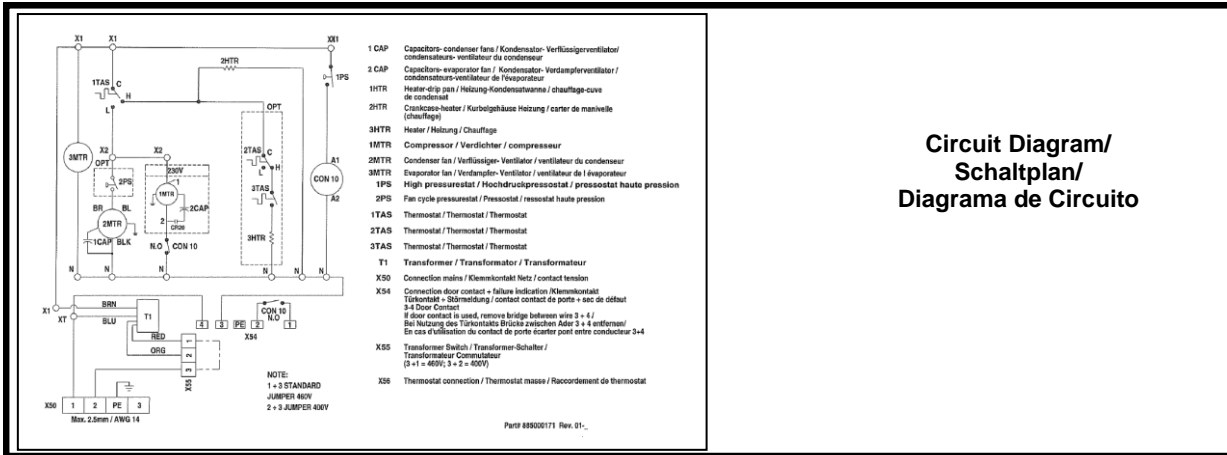 X1 X1 XX1
2HTR
1PS
1TAS C
H
L
OPT
3MTR
X2 X2
OPT
230V
2PS
1
1MTR
2CAP
2TAS C
H
L
A1
CON 10
A2
BR BL
2MTR
2
CR26
3TAS
1CAP BLK
N.O CON 10
3HTR
N N N N N
X1
BRN
XT
BLU
T1
RED
ORG
4 3 PE 2 1
CON 10
N.O
X54
1
2
3
X55
NOTE:
1 + 3 STANDARD
JUMPER 460V
2 + 3 JUMPER 400V
X50 1 2 PE 3
Max. 2.5mm / AWG 14
1 CAP Capacitors- condenser fans / Kondensator- Verflüssigerventilator/
condensateurs- ventilateur du condenseur
2 CAP Capacitors- evaporator fan / Kondensator- Verdampferventilator /
condensateurs-ventilateur de l'évaporateur
1HTR Heater-drip pan / Heizung-Kondensatwanne / chauffage-cuve
de condensat
2HTR Crankcase-heater / Kurbelgehäuse Heizung / carter de manivelle
(chauffage)
3HTR Heater / Heizung / Chauffage
1MTR Compressor / Verdichter / compresseur
2MTR Condenser fan / Verflüssiger- Ventilator / ventilateur du condenseur
3MTR Evaporator fan / Verdampfer- Ventilator / ventilateur de l évaporateur
1PS High pressurestat / Hochdruckpressostat / pressostat haute pression
2PS Fan cycle pressurestat / Pressostat / ressostat haute pression
1TAS Thermostat / Thermostat / Thermostat
2TAS Thermostat / Thermostat / Thermostat
3TAS Thermostat / Thermostat / Thermostat
T1 Transformer / Transformator / Transformateur
X50 Connection mains / Klemmkontakt Netz / contact tension
X54 Connection door contact + failure indication /Klemmkontakt
Türkontakt + Störmeldung / contact contact de porte + sec de défaut
3-4 Door Contact
If door contact is used, remove bridge between wire 3 + 4 /
Bei Nutzung des Türkontakts Brücke zwischen Ader 3 + 4 entfernen/
En cas d'utilisation du contact de porte écarter pont entre conducteur 3+4
X55 Transformer Switch / Transformer-Schalter /
Transformateur Commutateur
(3 +1 = 460V; 3 + 2 = 400V)
X56 Thermostat connection / Thermostat masse / Raccordement de thermostat
Part# 885000171 Rev. 01-_
Circuit Diagram/
Schaltplan/
Diagrama de Circuito